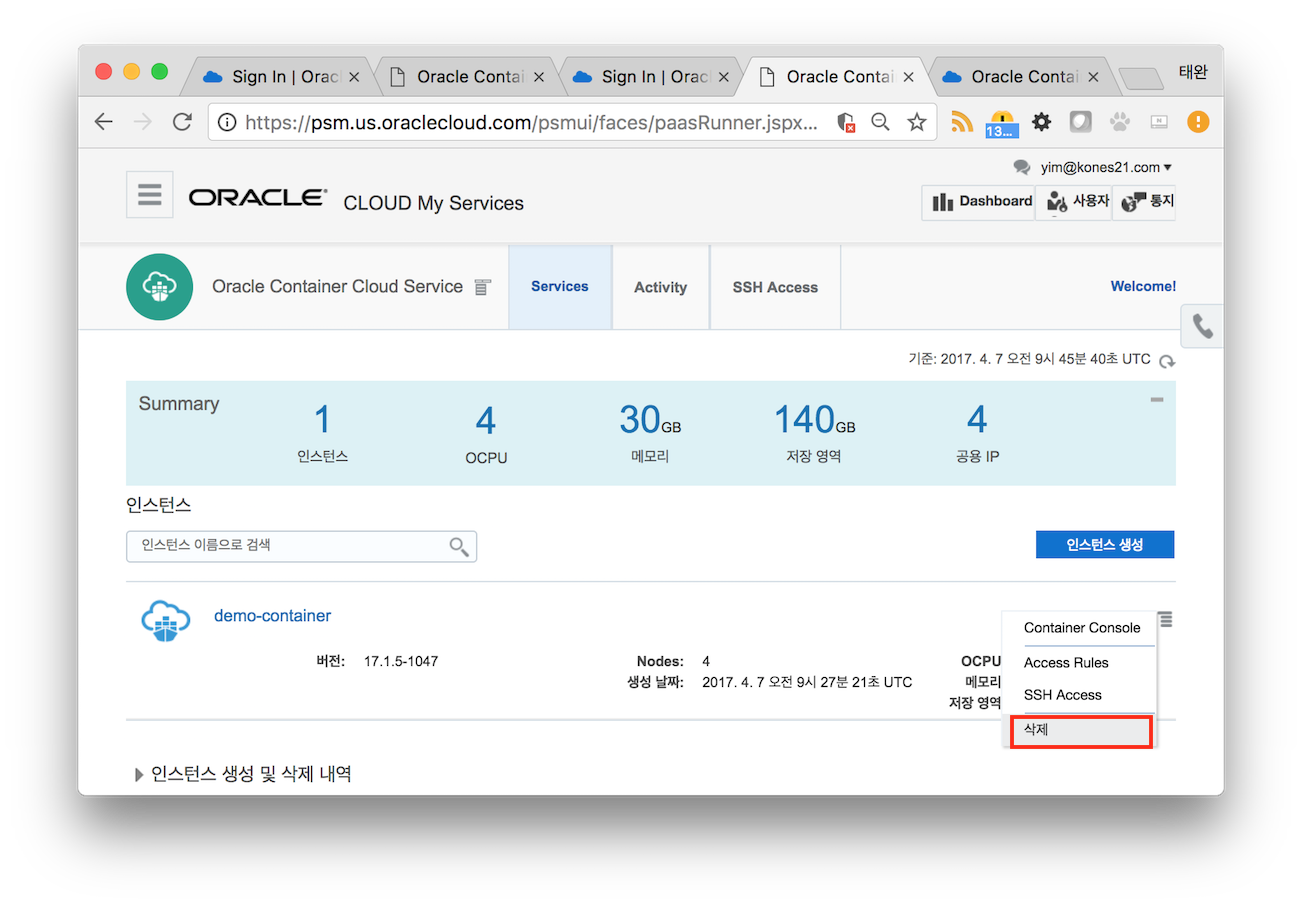 Sign In | Orac
Oracle Contai
Sign In | Orac
Oracle Contai
Oracle Contai
태완
https://psm.us.oraclecloud.com/psmui/faces/paasRunner.jspx...
13...
yim@kones21.com
ORACLE CLOUD My Services
Dashboard
사용자
통지
Oracle Container Cloud Service
Services
Activity
SSH Access
Welcome!
기준: 2017. 4. 7 오전 9시 45분 40초 UTC
Summary
1
인스턴스
4
OCPU
30GB
메모리
140GB
저장 영역
4
공용 IP
인스턴스
인스턴스 이름으로 검색
인스턴스 생성
demo-container
버전: 17.1.5-1047
Nodes: 4
생성 날짜: 2017. 4. 7 오전 9시 27분 21초 UTC
OCPU
메모리
저장 영역
Container Console
Access Rules
SSH Access
삭제
인스턴스 생성 및 삭제 내역